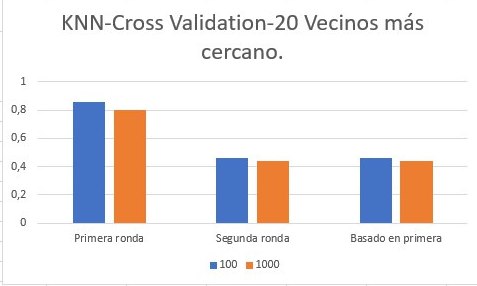 KNN-Cross Validation-20 Vecinos más
cercano.
1
0,8
0,6
0,4
0,2
0
Primera ronda
Segunda ronda
Basado en primera
100
1000